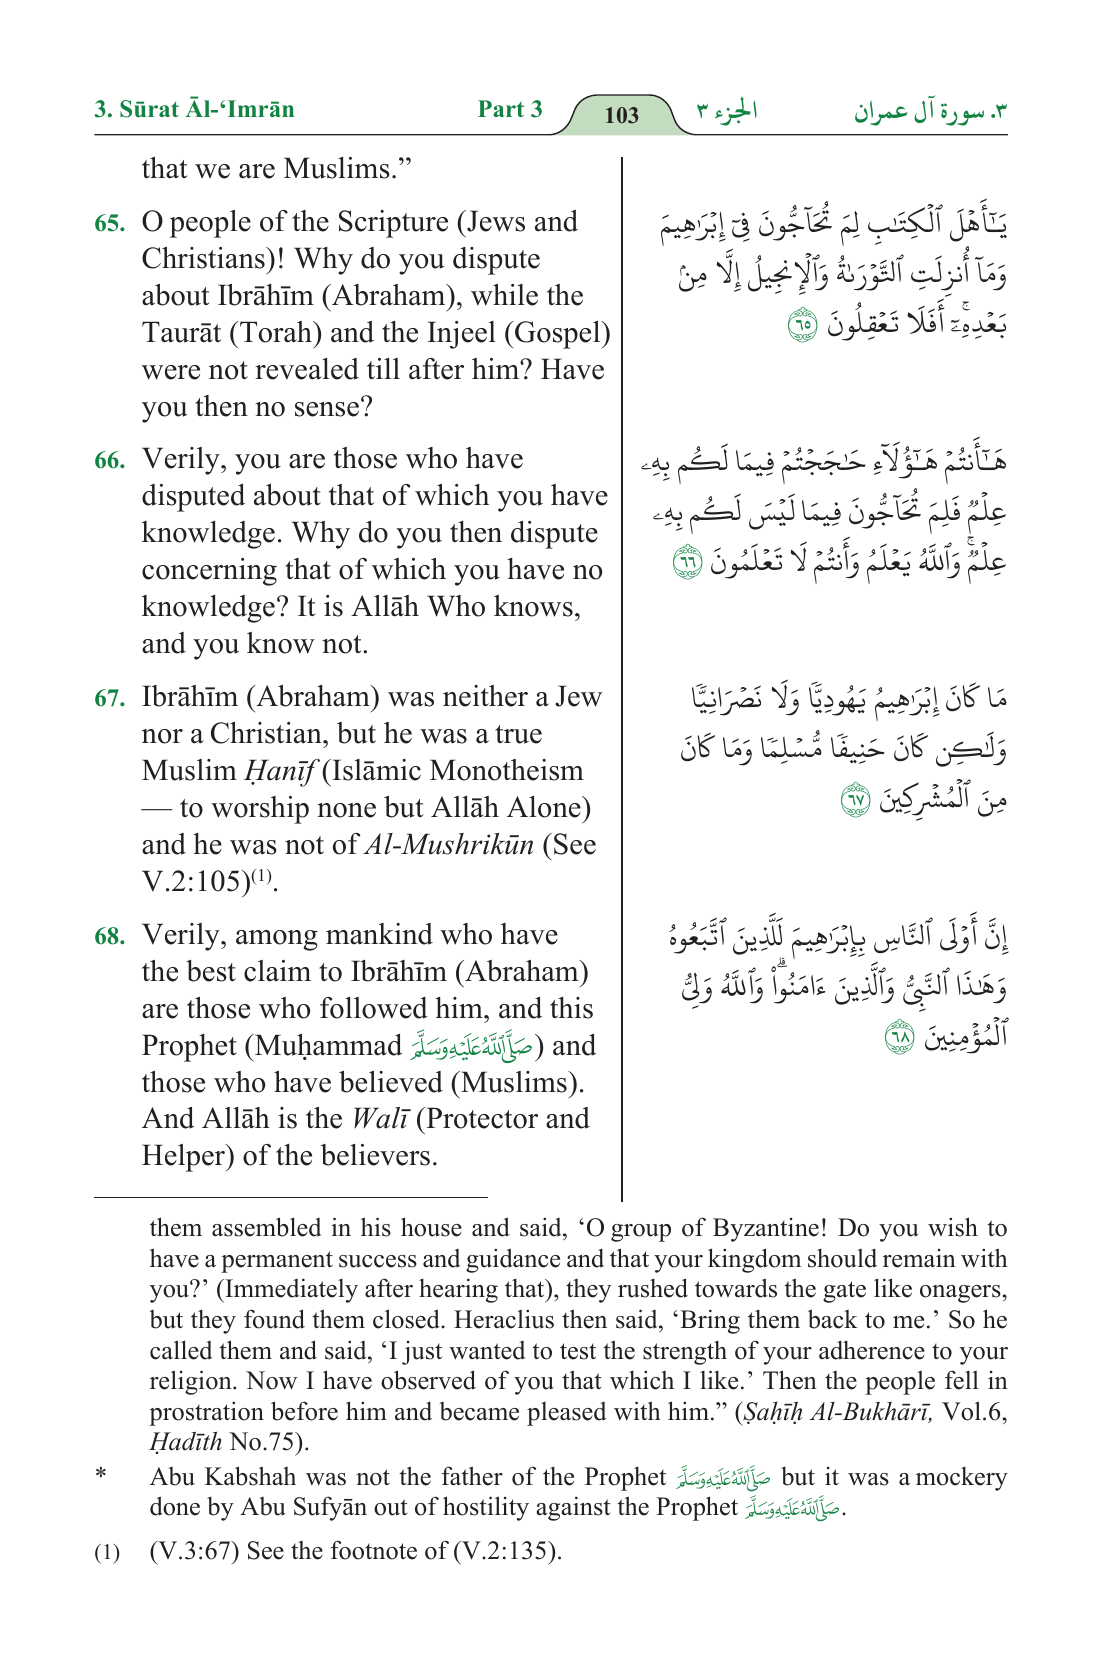 3. Sūrat Āl-‘Imrān
Part 3
103
الجزء ٣
٣. سورة آل عمران
that we are Muslims.”
65. O people of the Scripture (Jews and
Christians)! Why do you dispute
about Ibrāhīm (Abraham), while the
Taurāt (Torah) and the Injeel (Gospel)
were not revealed till after him? Have
you then no sense?
يَـٰٓأَهْلَ ٱلْكِتَـٰبِ لِمَ تُحَآجُّونَ فِىٓ إِبْرَٰهِيمَ
وَمَآ أُنزِلَتِ ٱلتَّوْرَىٰةُ وَٱلْإِنجِيلُ إِلَّا مِنۢ
بَعْدِهِۦٓ ۚ أَفَلَا تَعْقِلُونَ ٦٥
66. Verily, you are those who have
disputed about that of which you have
knowledge. Why do you then dispute
concerning that of which you have no
knowledge? It is Allāh Who knows,
and you know not.
هَـٰٓأَنتُمْ هَـٰٓؤُلَآءِ حَـٰجَجْتُمْ فِيمَا لَكُم بِهِۦ
عِلْمٌ فَلِمَ تُحَآجُّونَ فِيمَا لَيْسَ لَكُم بِهِۦ
عِلْمٌ ۚ وَٱللَّهُ يَعْلَمُ وَأَنتُمْ لَا تَعْلَمُونَ ٦٦
67. Ibrāhīm (Abraham) was neither a Jew
nor a Christian, but he was a true
Muslim Ḥanīf (Islāmic Monotheism
— to worship none but Allāh Alone)
and he was not of Al-Mushrikūn (See
V.2:105)(1).
مَا كَانَ إِبْرَٰهِيمُ يَهُودِيًّا وَلَا نَصْرَانِيًّا
وَلَـٰكِن كَانَ حَنِيفًا مُّسْلِمًا وَمَا كَانَ
مِنَ ٱلْمُشْرِكِينَ ٦٧
68. Verily, among mankind who have
the best claim to Ibrāhīm (Abraham)
are those who followed him, and this
Prophet (Muḥammad صَلَّى ٱللَّهُ عَلَيْهِ وَسَلَّمَ) and
those who have believed (Muslims).
And Allāh is the Walī (Protector and
Helper) of the believers.
إِنَّ أَوْلَى ٱلنَّاسِ بِإِبْرَٰهِيمَ لَلَّذِينَ ٱتَّبَعُوهُ
وَهَـٰذَا ٱلنَّبِىُّ وَٱلَّذِينَ ءَامَنُوا۟ ۗ وَٱللَّهُ وَلِىُّ
ٱلْمُؤْمِنِينَ ٦٨
them assembled in his house and said, ‘O group of Byzantine! Do you wish to
have a permanent success and guidance and that your kingdom should remain with
you?’ (Immediately after hearing that), they rushed towards the gate like onagers,
but they found them closed. Heraclius then said, ‘Bring them back to me.’ So he
called them and said, ‘I just wanted to test the strength of your adherence to your
religion. Now I have observed of you that which I like.’ Then the people fell in
prostration before him and became pleased with him.” (Ṣaḥīḥ Al-Bukhārī, Vol.6,
Ḥadīth No.75).
* Abu Kabshah was not the father of the Prophet صَلَّى ٱللَّهُ عَلَيْهِ وَسَلَّمَ but it was a mockery
done by Abu Sufyān out of hostility against the Prophet صَلَّى ٱللَّهُ عَلَيْهِ وَسَلَّمَ.
(1) (V.3:67) See the footnote of (V.2:135).